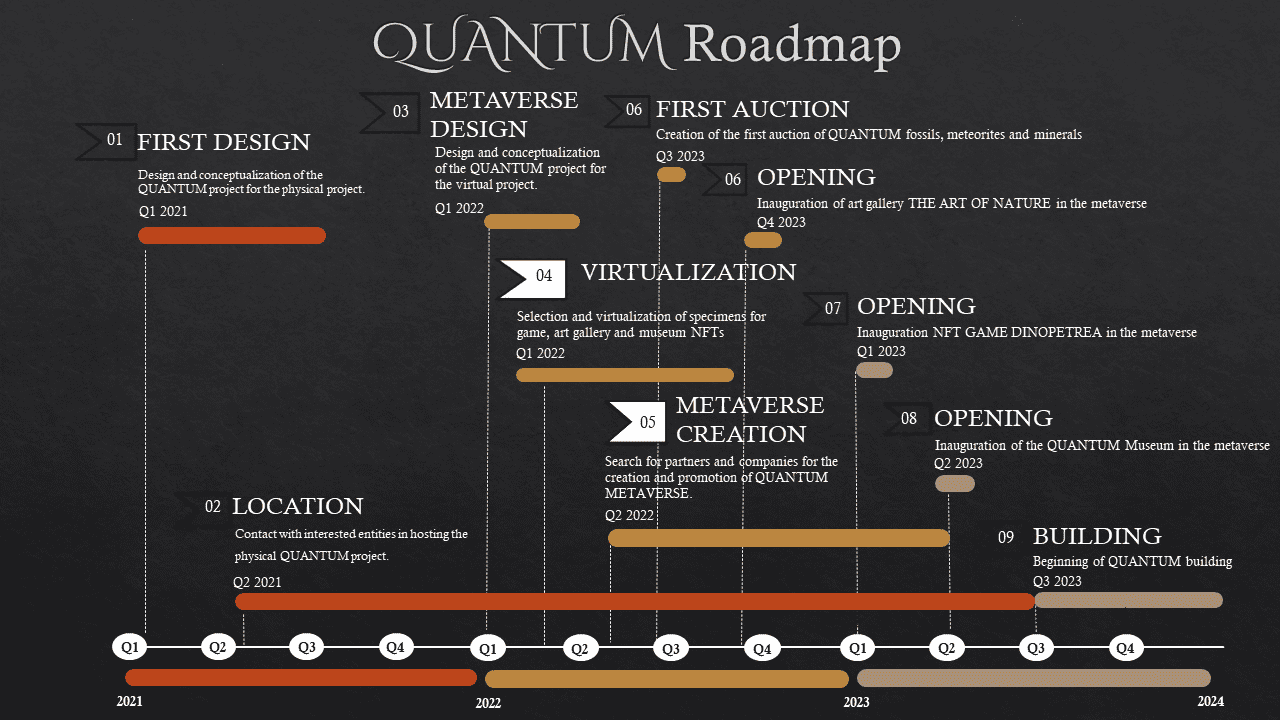 QUANTUM Roadmap
01
FIRST DESIGN
Design and conceptualization of the
QUANTUM project for the physical project.
Q1 2021
03
METAVERSE
DESIGN
Design and conceptualization
of the QUANTUM project for
the virtual project.
Q1 2022
06
FIRST AUCTION
Creation of the first auction of QUANTUM fossils, meteorites and minerals
Q3 2023
06
OPENING
Inauguration of art gallery THE ART OF NATURE in the metaverse
Q4 2023
04
VIRTUALIZATION
Selection and virtualization of specimens for
game, art gallery and museum NFTs
Q1 2022
07
OPENING
Inauguration NFT GAME DINOPETREA in the metaverse
Q1 2023
05
METAVERSE
CREATION
Search for partners and companies for the
creation and promotion of QUANTUM
METAVERSE.
Q2 2022
08
OPENING
Inauguration of the QUANTUM Museum in the metaverse
Q2 2023
02
LOCATION
Contact with interested entities in hosting the
physical QUANTUM project.
Q2 2021
09
BUILDING
Beginning of QUANTUM building
Q3 2023
Q1 Q2 Q3 Q4 Q1 Q2 Q3 Q4 Q1 Q2 Q3 Q4
2021 2022 2023 2024